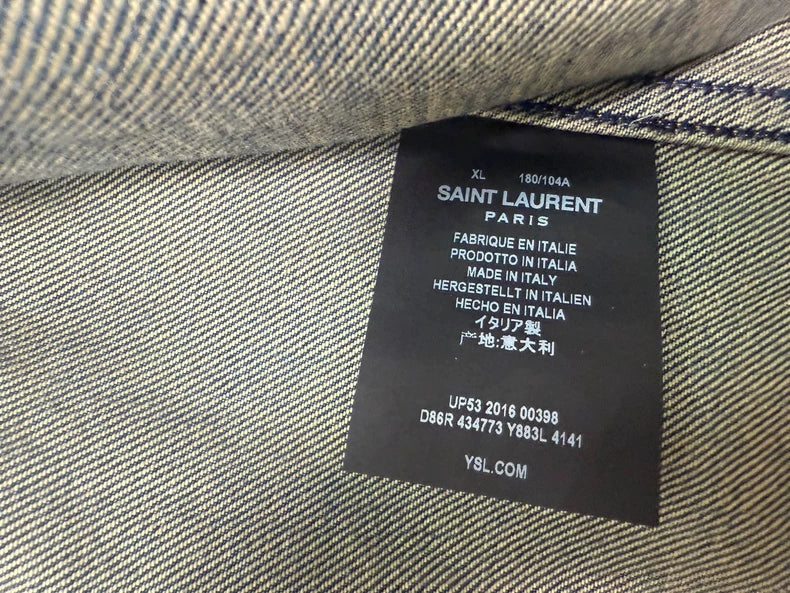 XL 180/104A
SAINT LAURENT
PARIS
FABRIQUE EN ITALIE
PRODOTTO IN ITALIA
MADE IN ITALY
HERGESTELLT IN ITALIEN
HECHO EN ITALIA
イタリア製
产地:意大利
UP53 2016 00398
D86R 434773 Y883L 4141
YSL.COM